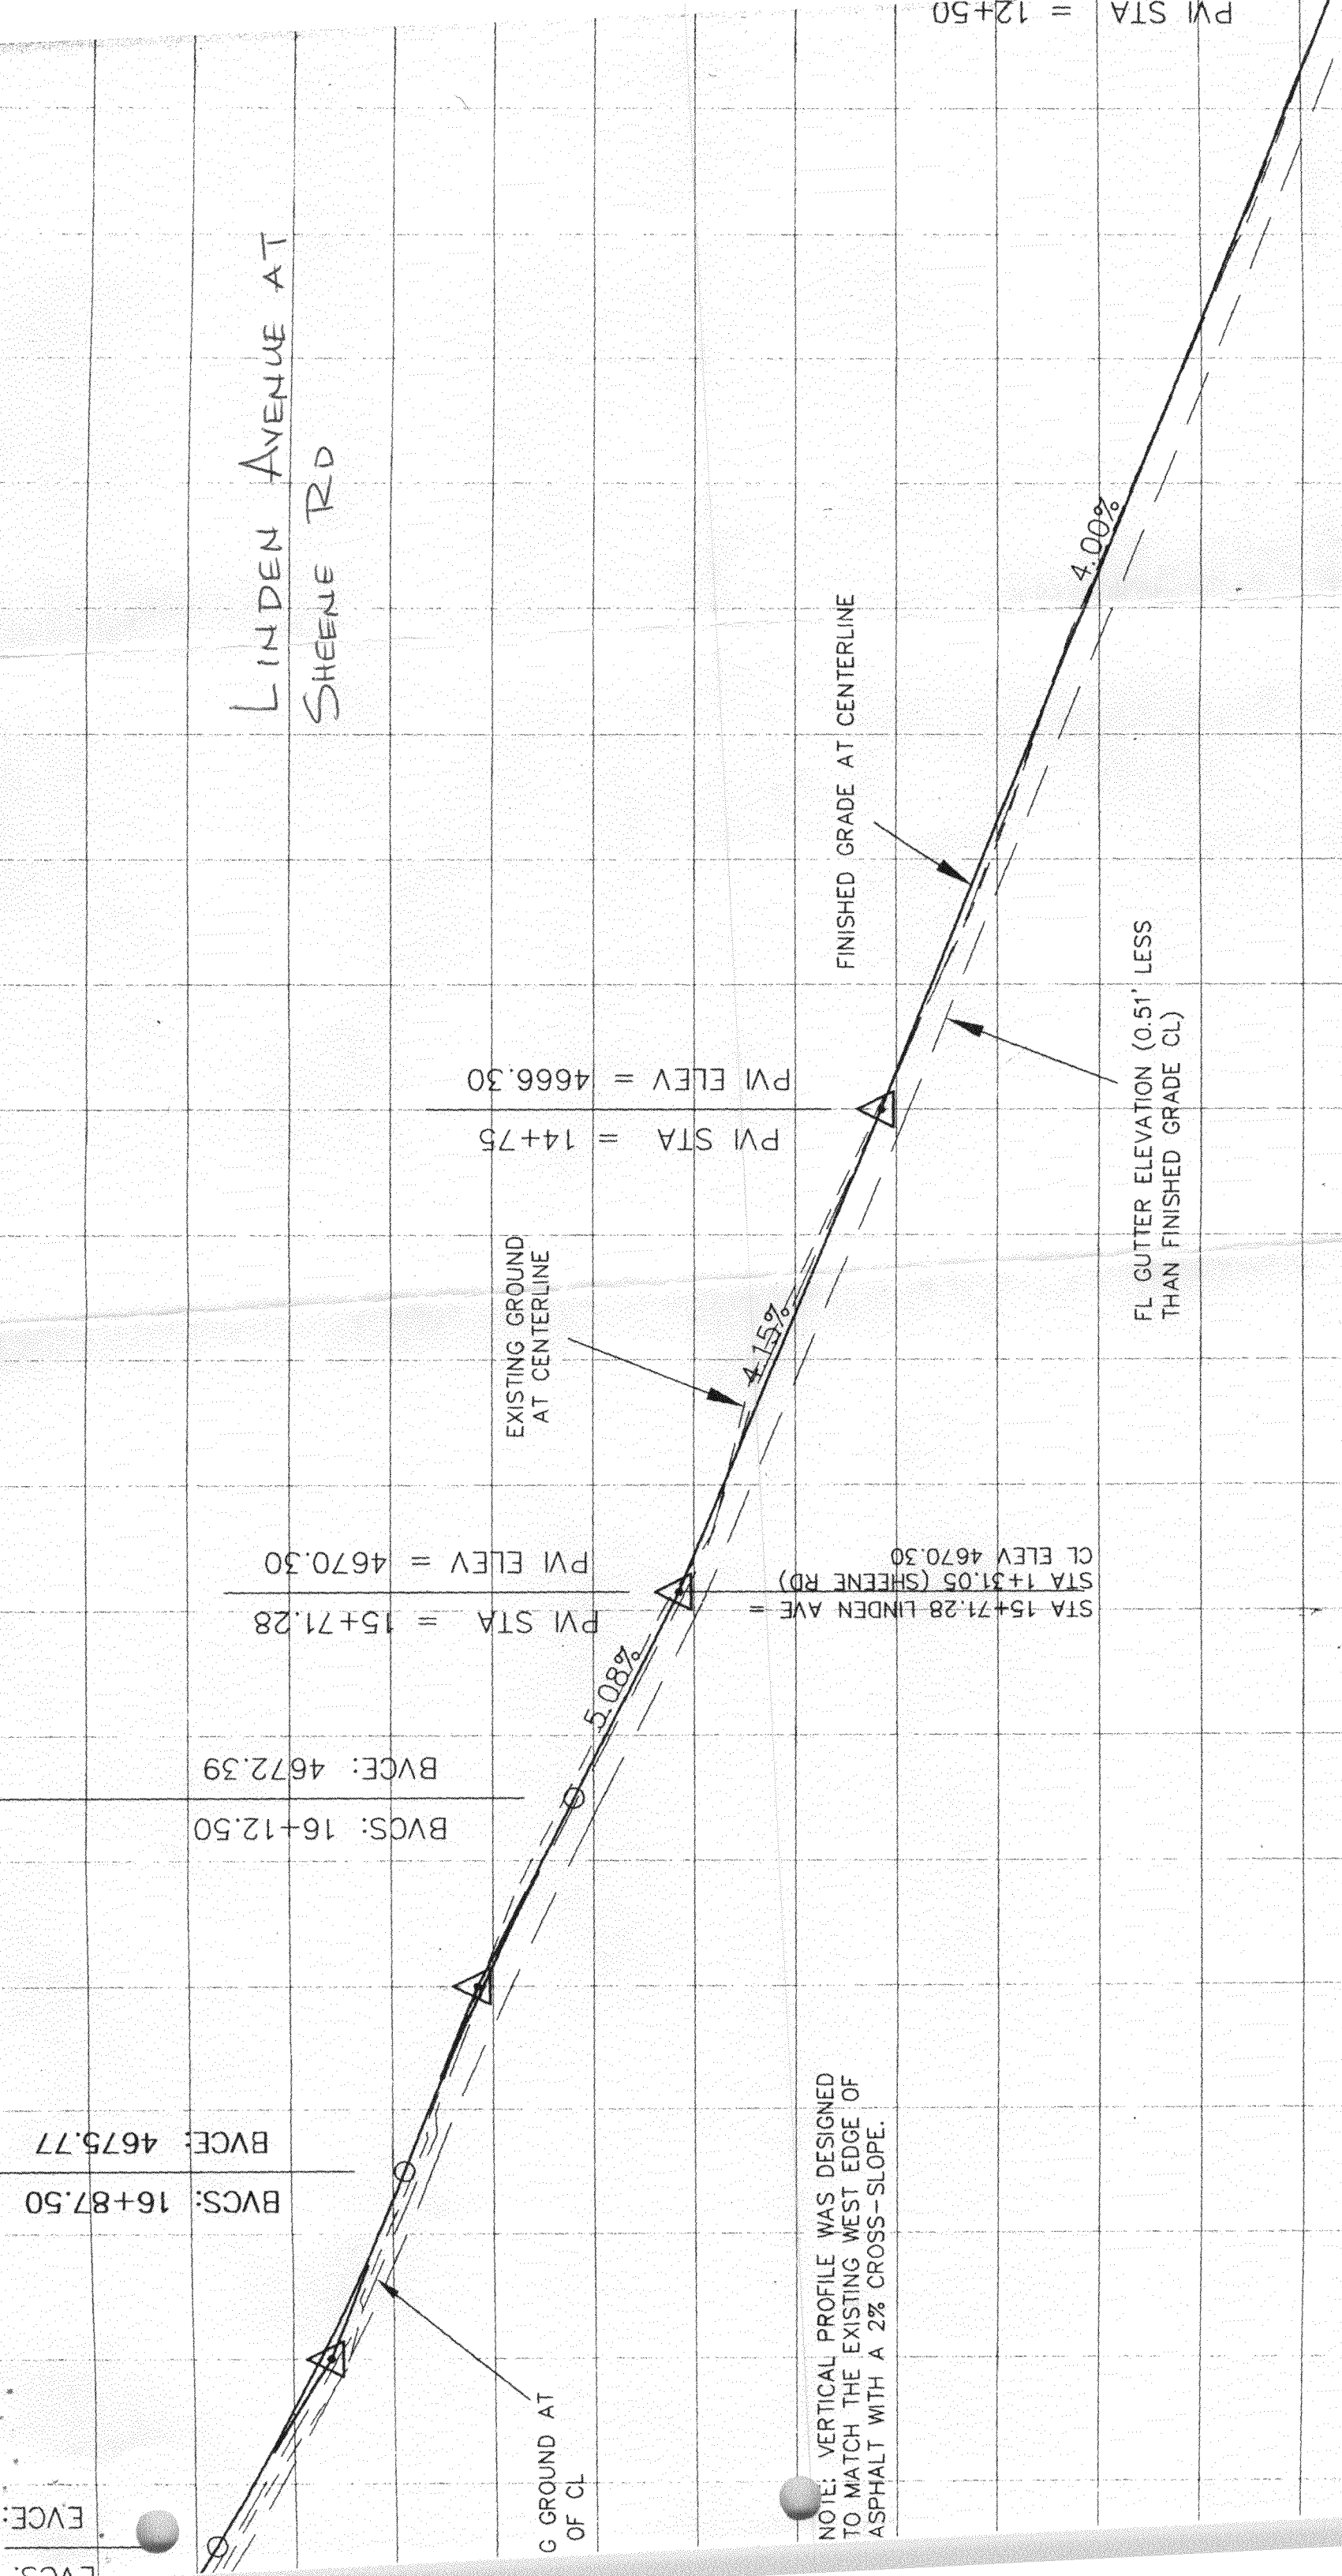 LINDEN AVENUE AT
SHEENE RD
PVI STA = 12+50
4.00%
FINISHED GRADE AT CENTERLINE
FL GUTTER ELEVATION (0.51' LESS
THAN FINISHED GRADE CL)
PVI STA = 14+75
PVI ELEV = 4666.30
EXISTING GROUND
AT CENTERLINE
4.15%
PVI STA = 15+71.28
PVI ELEV = 4670.30
STA 15+71.28 LINDEN AVE =
STA 1+31.05 (SHEENE RD)
CL ELEV 4670.30
5.08%
BVCS: 16+12.50
BVCE: 4672.39
BVCS: 16+87.50
BVCE: 4675.77
G GROUND AT
OF CL
NOTE: VERTICAL PROFILE WAS DESIGNED
TO MATCH THE EXISTING WEST EDGE OF
ASPHALT WITH A 2% CROSS-SLOPE.
EVCS:
EVCE: